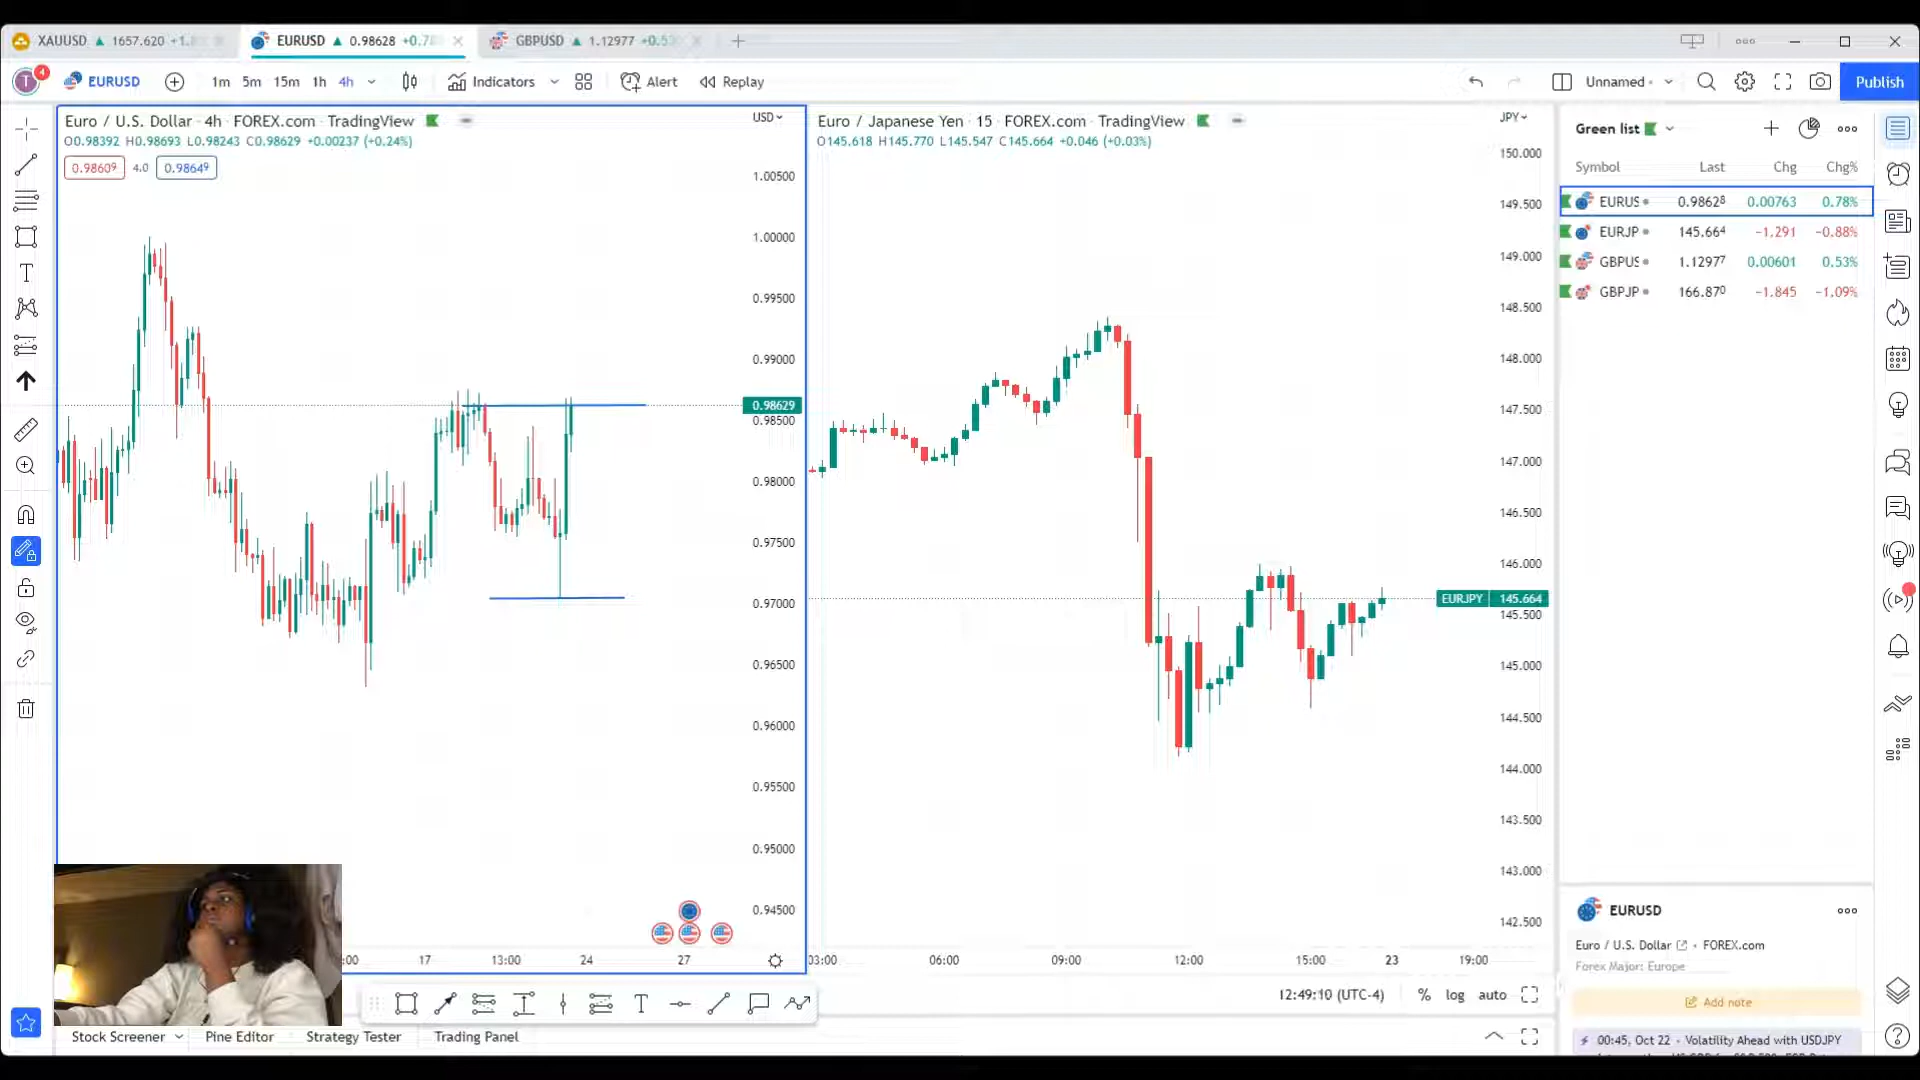 XAUUSD ▲ 1657.620 +1.8
EURUSD ▲ 0.98628 +0.78
GBPUSD ▲ 1.12977 +0.53
T 4 EURUSD 1m 5m 15m 1h 4h Indicators Alert Replay Unnamed Publish
Euro / U.S. Dollar · 4h · FOREX.com · TradingView
USD
O0.98392 H0.98693 L0.98243 C0.98629 +0.00237 (+0.24%)
0.98609 4.0 0.98649
1.00500
1.00000
0.99500
0.99000
0.98629
0.98500
0.98000
0.97500
0.97000
0.96500
0.96000
0.95500
0.95000
0.94500
:00 17 13:00 24 27
Euro / Japanese Yen · 15 · FOREX.com · TradingView
JPY
O145.618 H145.770 L145.547 C145.664 +0.046 (+0.03%)
150.000
149.500
149.000
148.500
148.000
147.500
147.000
146.500
146.000
EURJPY 145.664
145.500
145.000
144.500
144.000
143.500
143.000
142.500
03:00 06:00 09:00 12:00 15:00 23 19:00
12:49:10 (UTC-4) % log auto
Stock Screener Pine Editor Strategy Tester Trading Panel
Green list
Symbol Last Chg Chg%
EURUS 0.98628 0.00763 0.78%
EURJP 145.664 −1.291 −0.88%
GBPUS 1.12977 0.00601 0.53%
GBPJP 166.870 −1.845 −1.09%
EURUSD
Euro / U.S. Dollar • FOREX.com
Forex Major: Europe
Add note
00:45, Oct 22 · Volatility Ahead with USDJPY